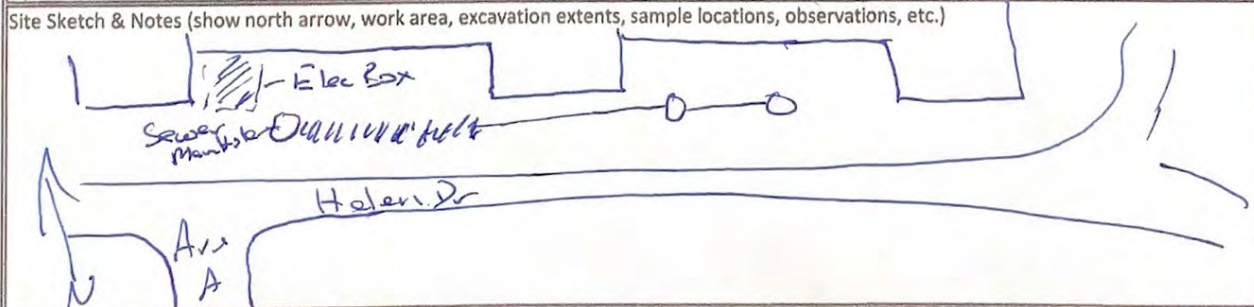 Site Sketch & Notes (show north arrow, work area, excavation extents, sample locations, observations, etc.)
Elec Box
Sewer
Manhole
Helen Dr
Ave
A
N